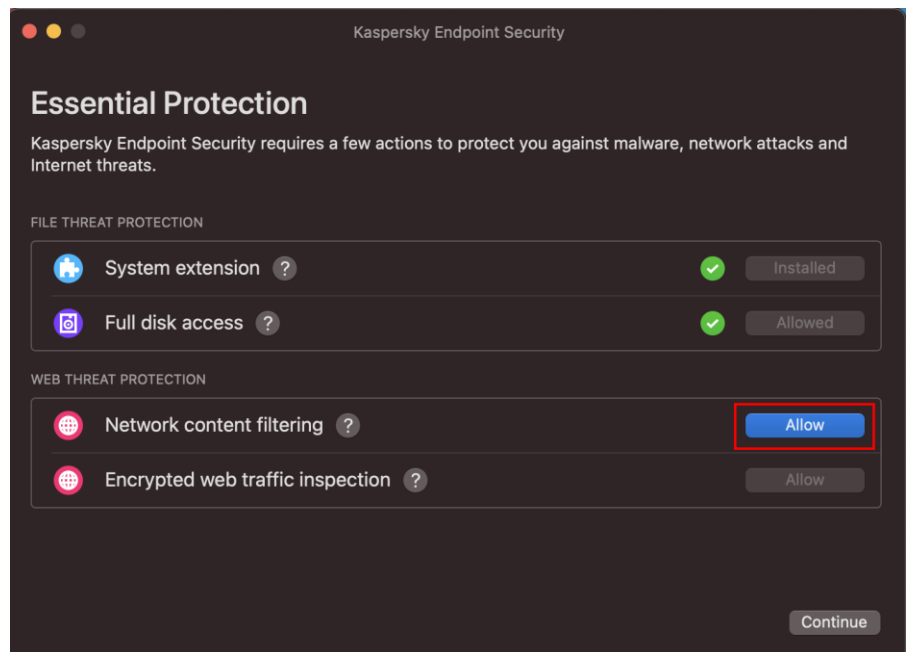 Kaspersky Endpoint Security
Essential Protection
Kaspersky Endpoint Security requires a few actions to protect you against malware, network attacks and
Internet threats.
FILE THREAT PROTECTION
System extension ? Installed
Full disk access ? Allowed
WEB THREAT PROTECTION
Network content filtering ? Allow
Encrypted web traffic inspection ? Allow
Continue